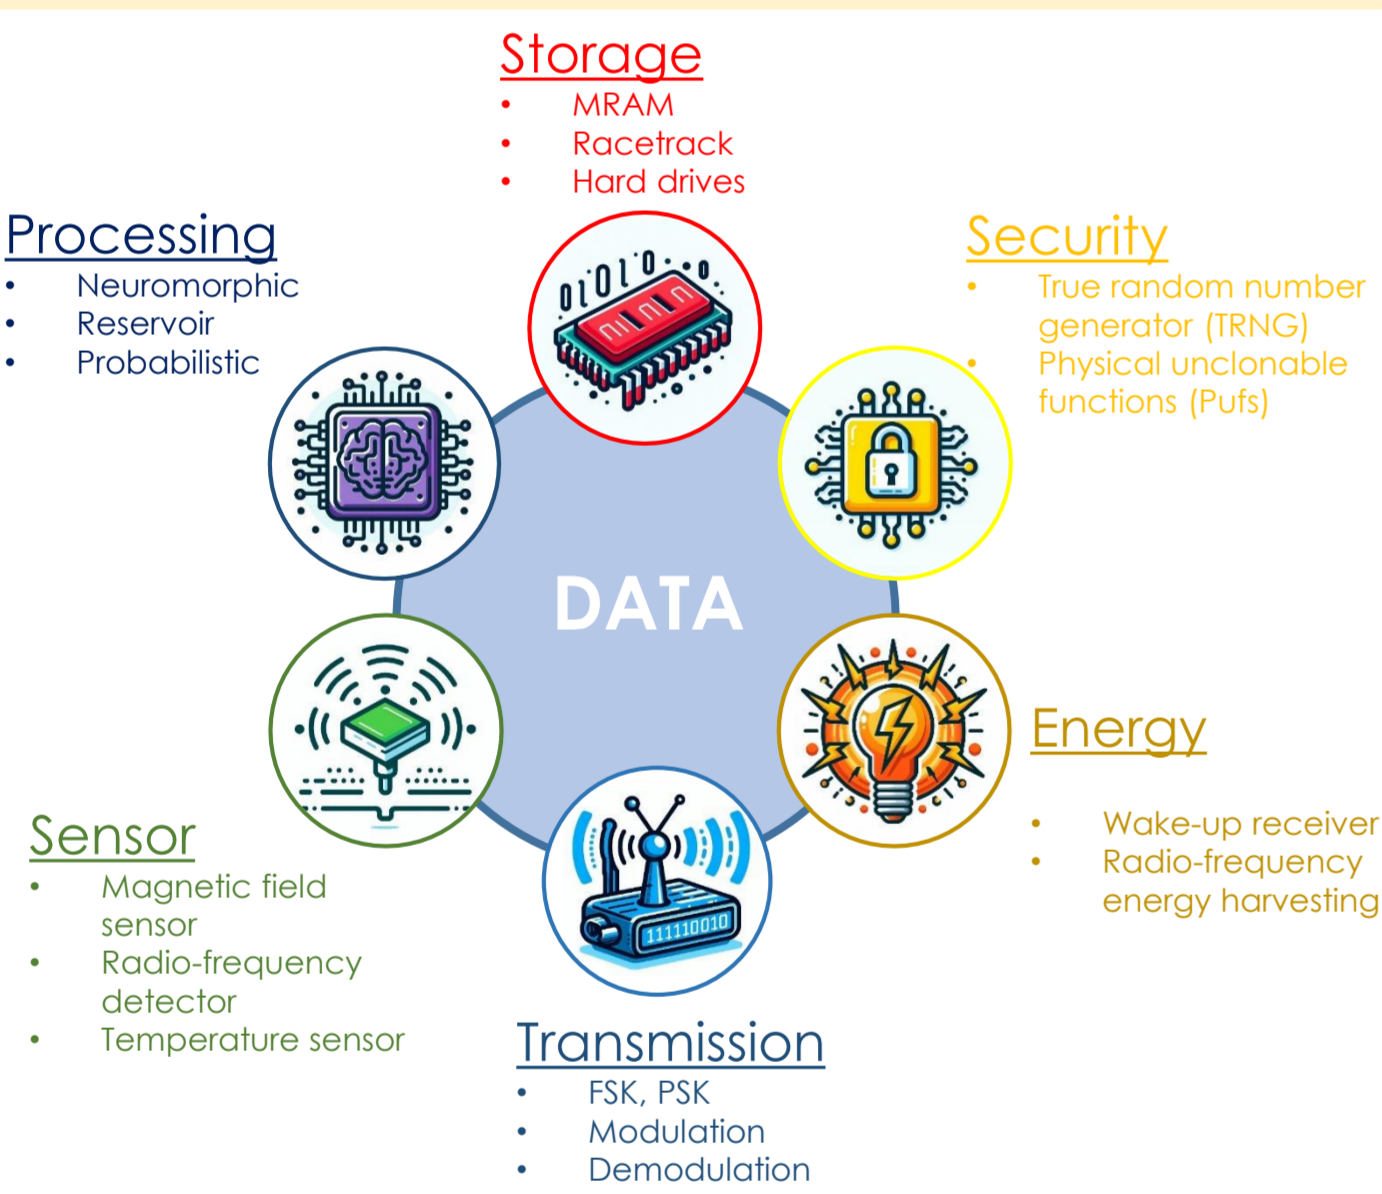 Storage
• MRAM
• Racetrack
• Hard drives
Processing
• Neuromorphic
• Reservoir
• Probabilistic
Security
• True random number
generator (TRNG)
• Physical unclonable
functions (Pufs)
DATA
Energy
• Wake-up receiver
• Radio-frequency
energy harvesting
Sensor
• Magnetic field
sensor
• Radio-frequency
detector
• Temperature sensor
111110010
Transmission
• FSK, PSK
• Modulation
• Demodulation